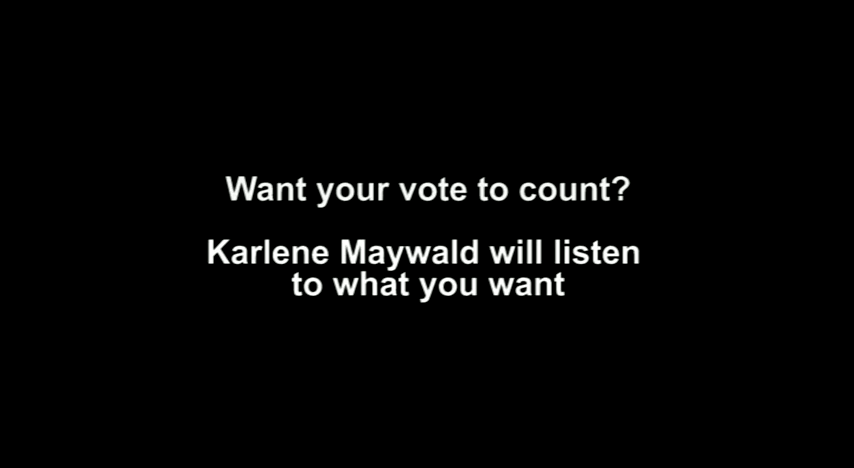 Want your vote to count?
Karlene Maywald will listen
to what you want